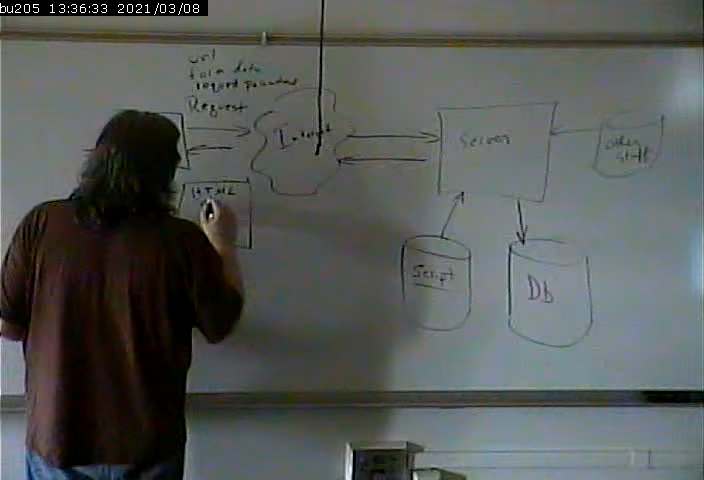 bu205 13:36:33 2021/03/08
url
form data
Request
Internet
Server
other
stuff
HTML
Script
Db